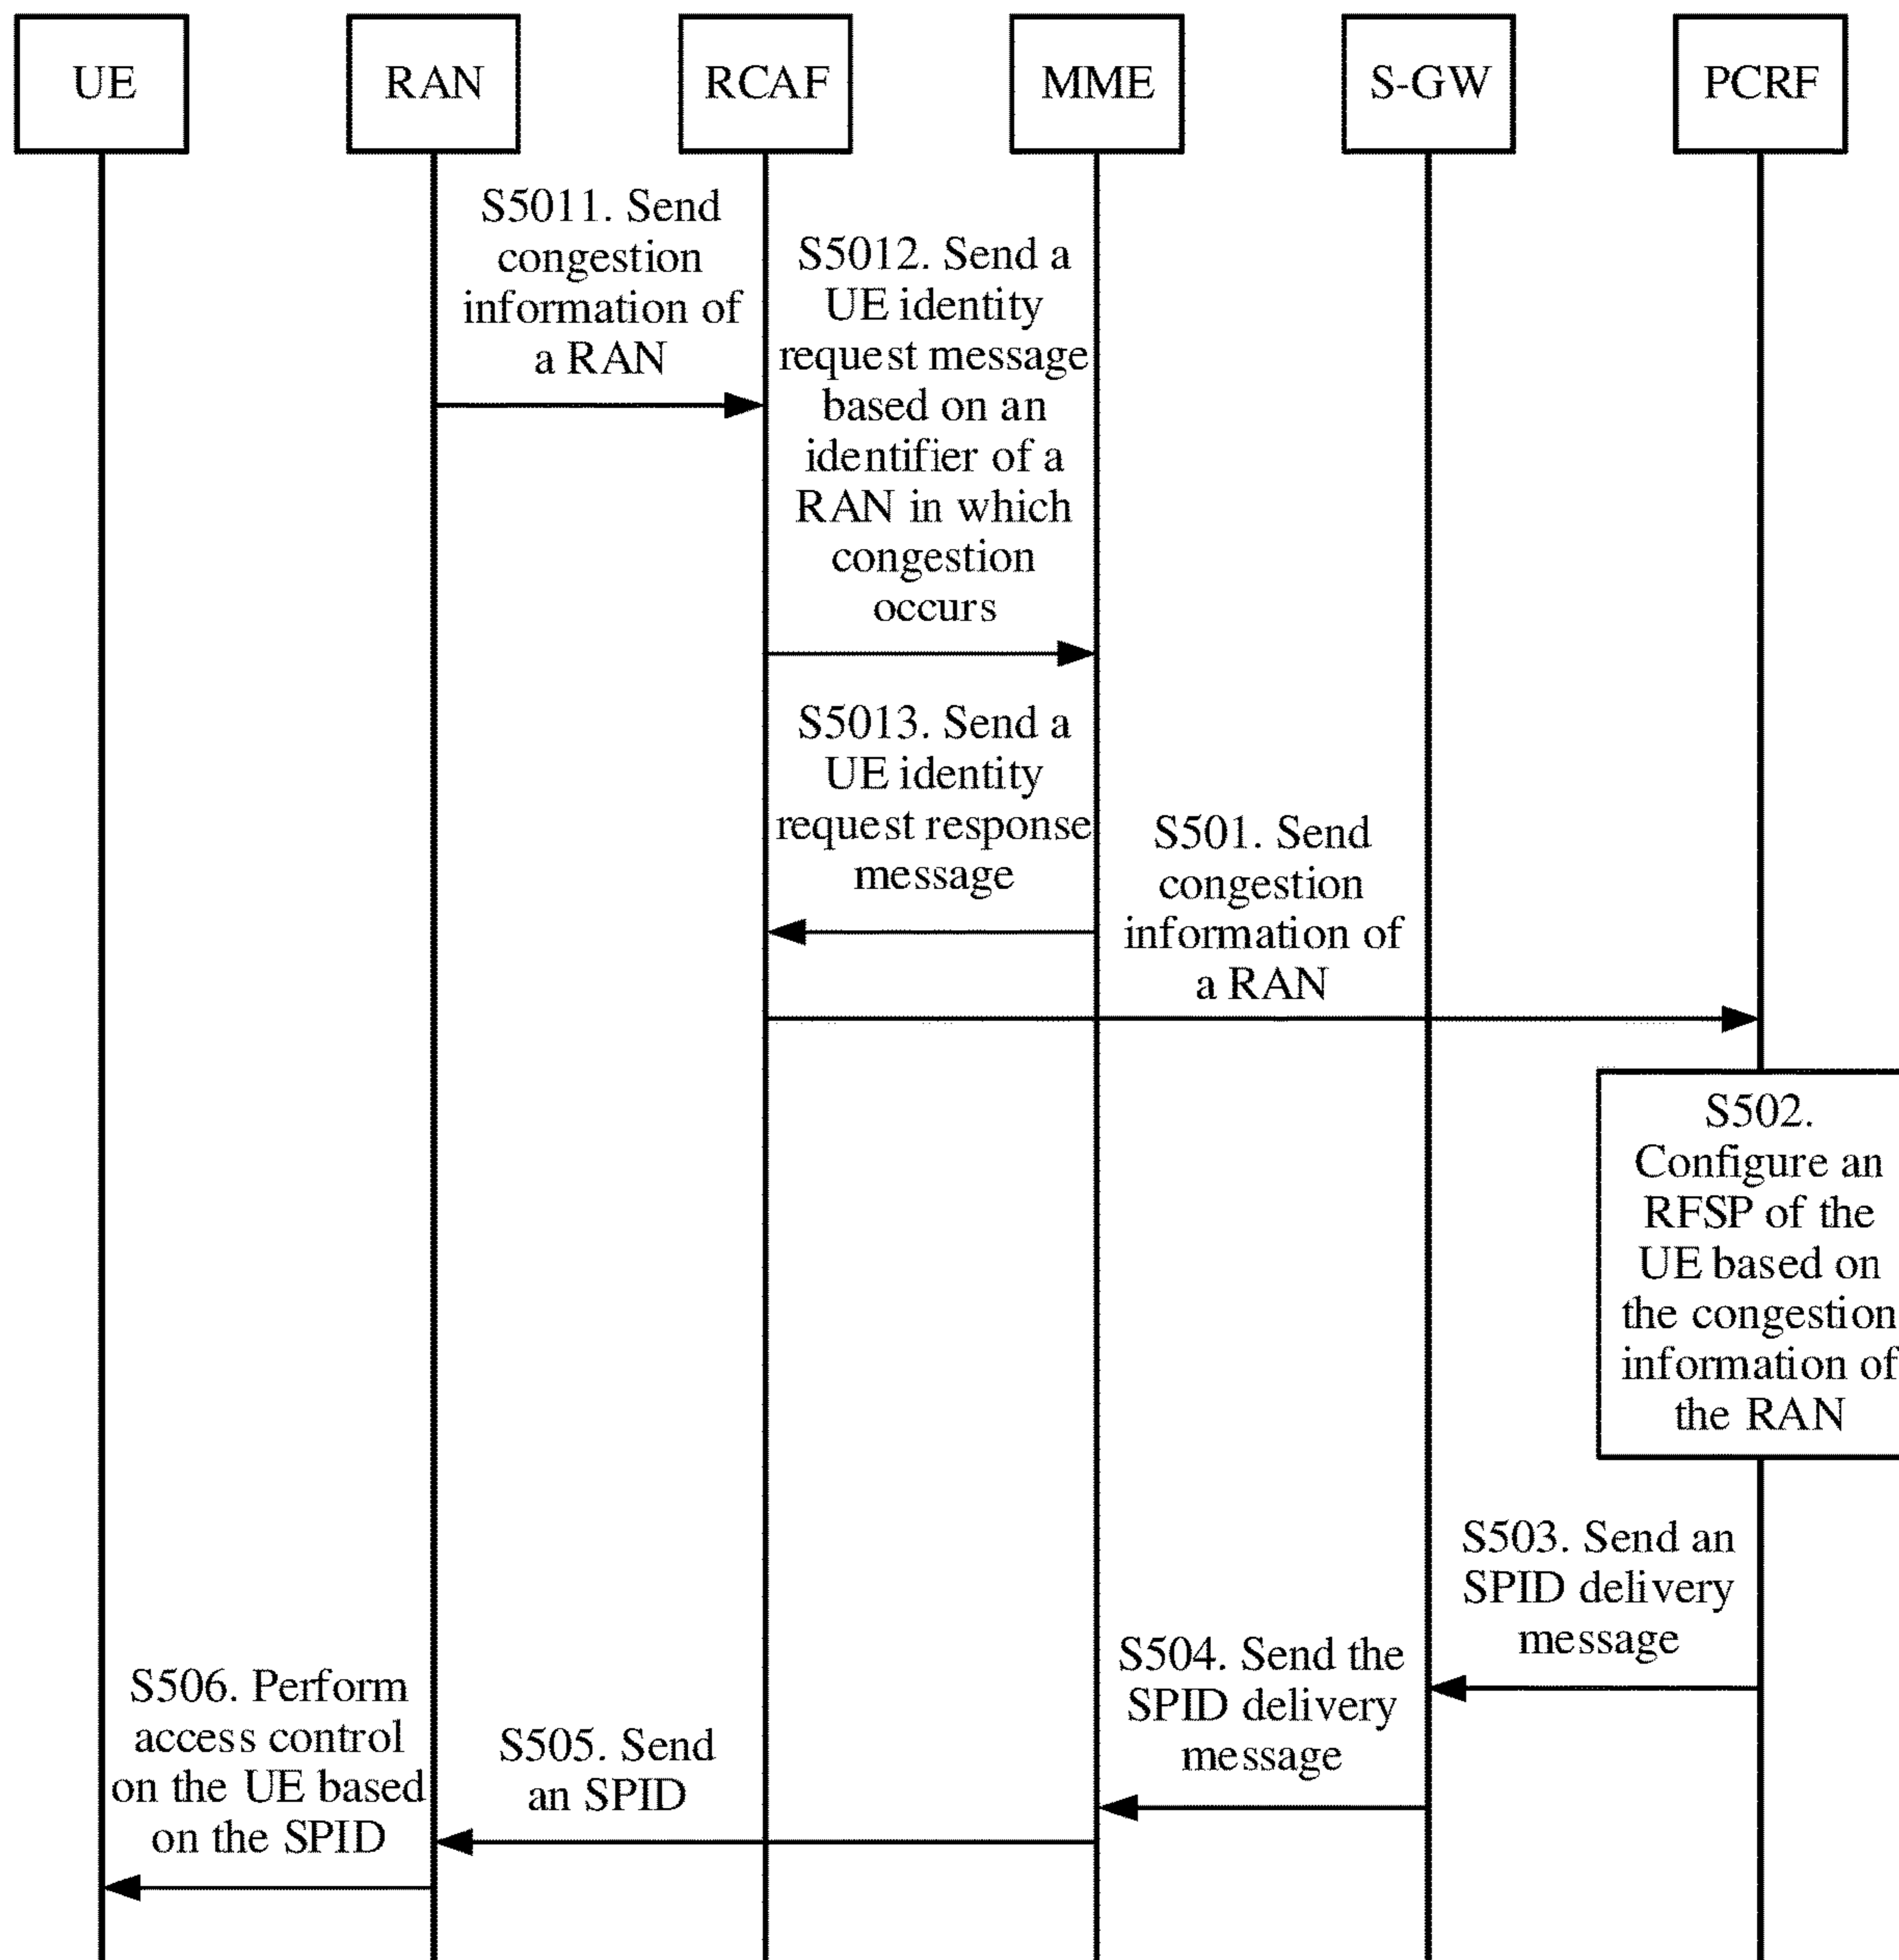 UE
RAN
RCAF
MME
S-GW
PCRF
S5011. Send
congestion
information of
a RAN
S5012. Send a
UE identity
request message
based on an
identifier of a
RAN in which
congestion
occurs
S5013. Send a
UE identity
request response
message
S501. Send
congestion
information of
a RAN
S502.
Configure an
RFSP of the
UE based on
the congestion
information of
the RAN
S503. Send an
SPID delivery
message
S504. Send the
SPID delivery
message
S505. Send
an SPID
S506. Perform
access control
on the UE based
on the SPID